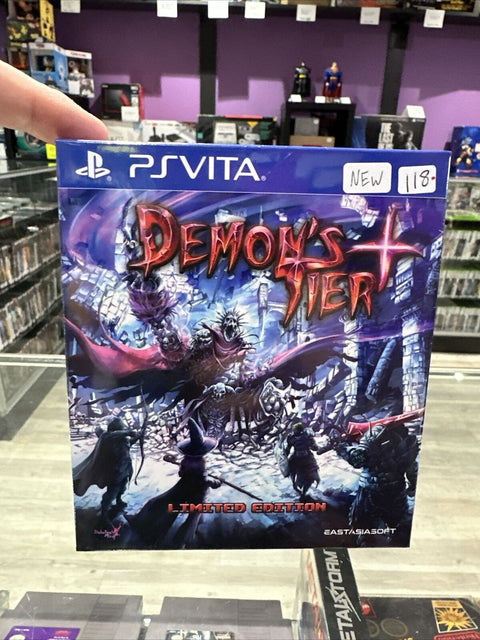 PSVITA
NEW
118.
DEMON'S
TIER+
LIMITED EDITION
EASTASIASOFT